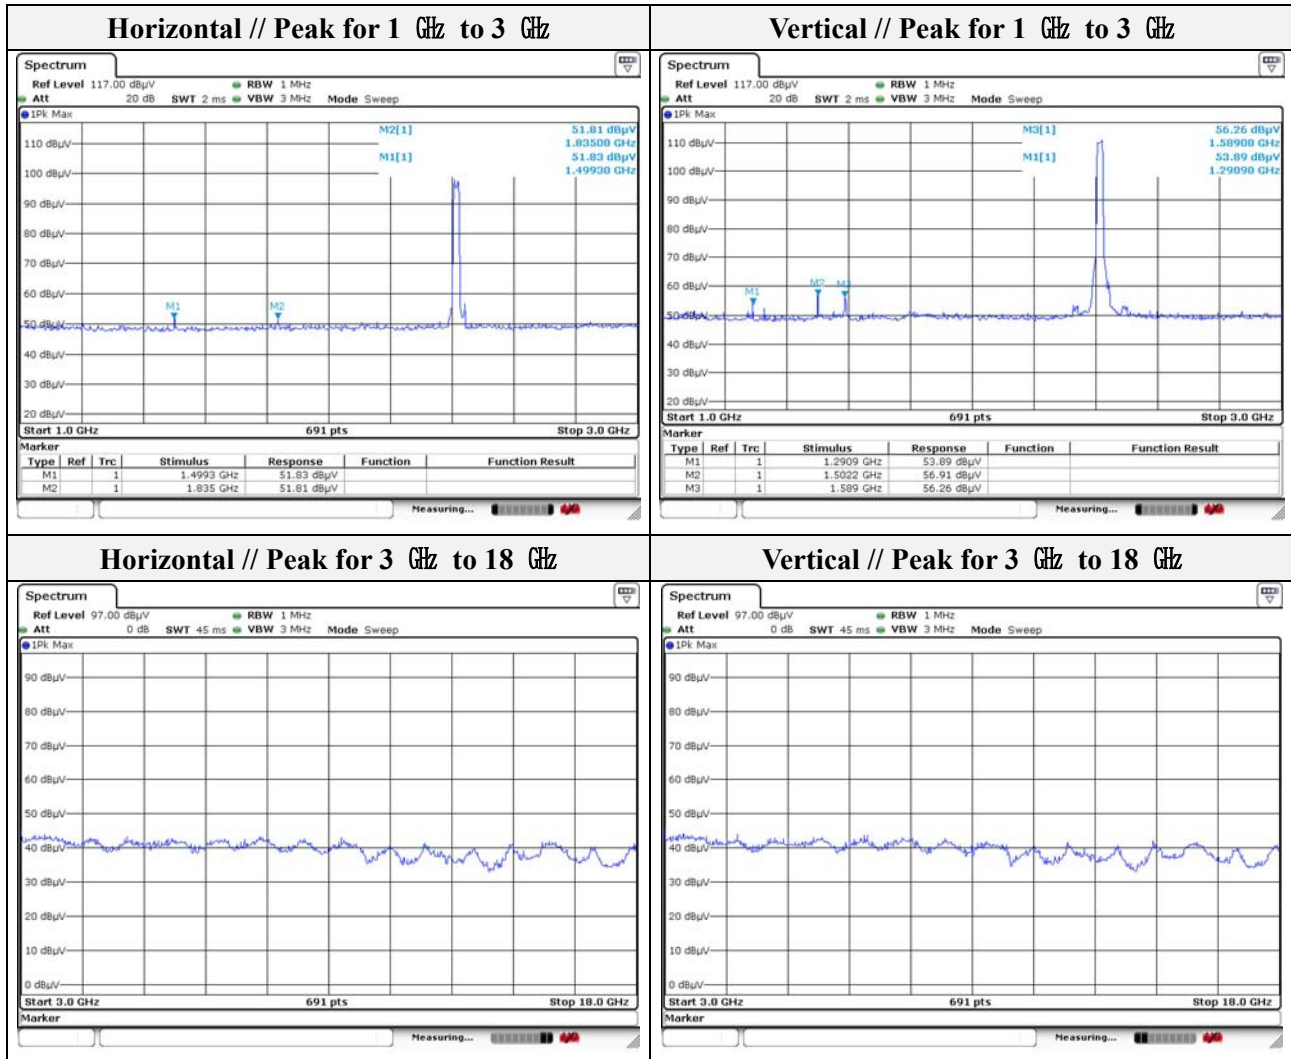 Horizontal // Peak for 1 ㎓ to 3 ㎓
Spectrum
Ref Level 117.00 dBµV RBW 1 MHz
Att 20 dB SWT 2 ms VBW 3 MHz Mode Sweep
1Pk Max
M2[1] 51.81 dBµV
1.83500 GHz
M1[1] 51.83 dBµV
1.49930 GHz
110 dBµV
100 dBµV
90 dBµV
80 dBµV
70 dBµV
60 dBµV
M1 M2
50 dBµV
40 dBµV
30 dBµV
20 dBµV
Start 1.0 GHz 691 pts Stop 3.0 GHz
Marker
Type Ref Trc Stimulus Response Function Function Result
M1 1 1.4993 GHz 51.83 dBµV
M2 1 1.835 GHz 51.81 dBµV
Measuring...
Vertical // Peak for 1 ㎓ to 3 ㎓
Spectrum
Ref Level 117.00 dBµV RBW 1 MHz
Att 20 dB SWT 2 ms VBW 3 MHz Mode Sweep
1Pk Max
M3[1] 56.26 dBµV
1.58900 GHz
M1[1] 53.89 dBµV
1.29090 GHz
110 dBµV
100 dBµV
90 dBµV
80 dBµV
70 dBµV
60 dBµV
M1 M2 M3
50 dBµV
40 dBµV
30 dBµV
20 dBµV
Start 1.0 GHz 691 pts Stop 3.0 GHz
Marker
Type Ref Trc Stimulus Response Function Function Result
M1 1 1.2909 GHz 53.89 dBµV
M2 1 1.5022 GHz 56.91 dBµV
M3 1 1.589 GHz 56.26 dBµV
Measuring...
Horizontal // Peak for 3 ㎓ to 18 ㎓
Spectrum
Ref Level 97.00 dBµV RBW 1 MHz
Att 0 dB SWT 45 ms VBW 3 MHz Mode Sweep
1Pk Max
90 dBµV
80 dBµV
70 dBµV
60 dBµV
50 dBµV
40 dBµV
30 dBµV
20 dBµV
10 dBµV
0 dBµV
Start 3.0 GHz 691 pts Stop 18.0 GHz
Marker
Measuring...
Vertical // Peak for 3 ㎓ to 18 ㎓
Spectrum
Ref Level 97.00 dBµV RBW 1 MHz
Att 0 dB SWT 45 ms VBW 3 MHz Mode Sweep
1Pk Max
90 dBµV
80 dBµV
70 dBµV
60 dBµV
50 dBµV
40 dBµV
30 dBµV
20 dBµV
10 dBµV
0 dBµV
Start 3.0 GHz 691 pts Stop 18.0 GHz
Marker
Measuring...